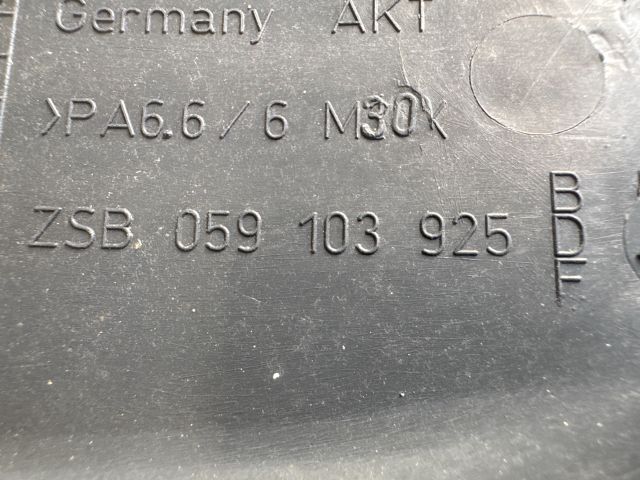 Germany AKT
>PA6.6/6 M30<
ZSB 059 103 925 B
D
F